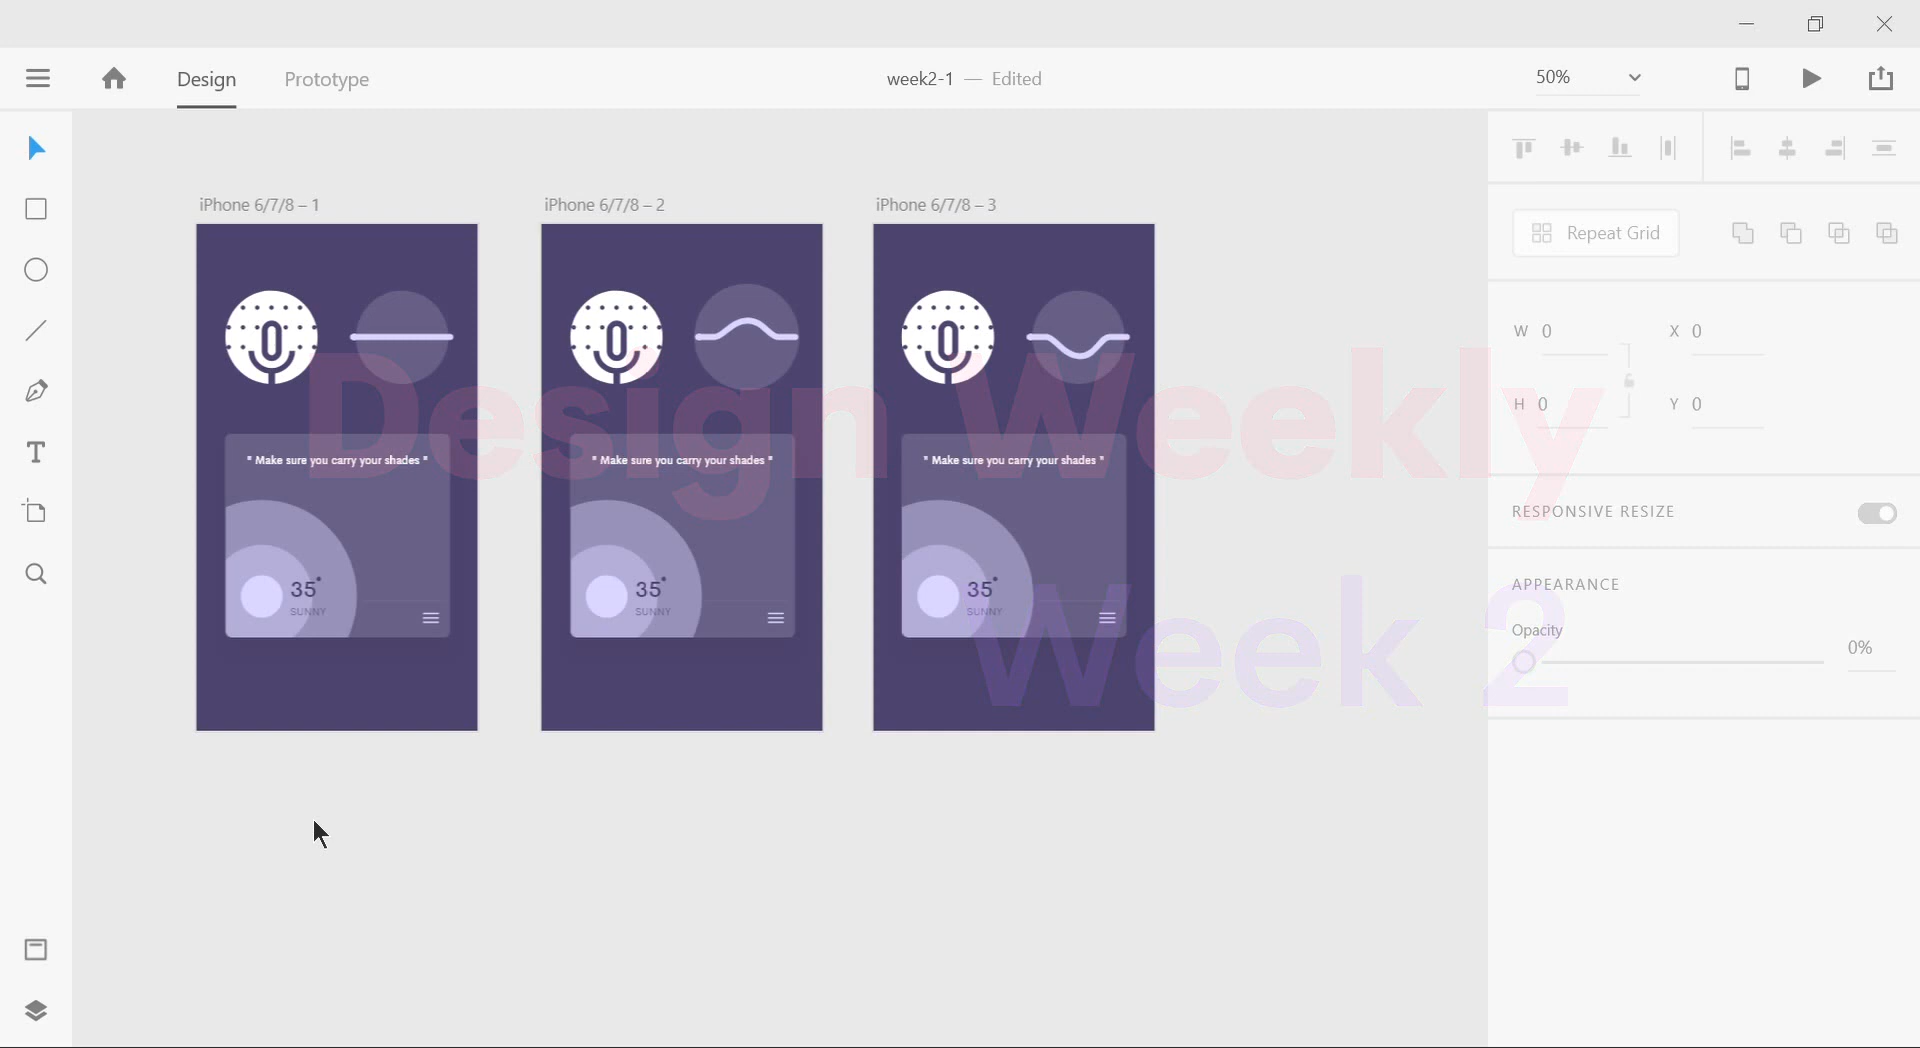 Design
Prototype
week2-1 — Edited
50%
iPhone 6/7/8 – 1
iPhone 6/7/8 – 2
iPhone 6/7/8 – 3
" Make sure you carry your shades "
" Make sure you carry your shades "
" Make sure you carry your shades "
35°
SUNNY
35°
SUNNY
35°
SUNNY
Design Weekly
Week 2
Repeat Grid
W 0
X 0
H 0
Y 0
RESPONSIVE RESIZE
APPEARANCE
Opacity
0%